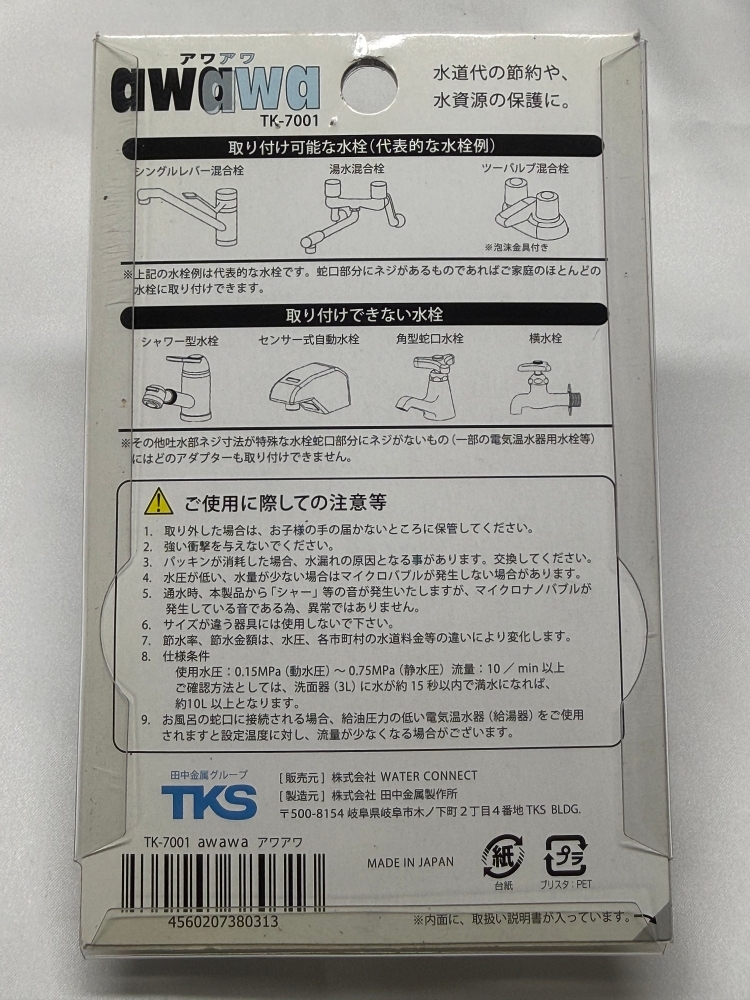 アワアワ
awawa
TK-7001
水道代の節約や、
水資源の保護に。
取り付け可能な水栓(代表的な水栓例)
シングルレバー混合栓 湯水混合栓 ツーバルブ混合栓
※泡沫金具付き
※上記の水栓例は代表的な水栓です。蛇口部分にネジがあるものであればご家庭のほとんどの
水栓に取り付けできます。
取り付けできない水栓
シャワー型水栓 センサー式自動水栓 角型蛇口水栓 横水栓
※その他吐水部ネジ寸法が特殊な水栓蛇口部分にネジがないもの(一部の電気温水器用水栓等)
にはどのアダプターも取り付けできません。
ご使用に際しての注意等
1. 取り外した場合は、お子様の手の届かないところに保管してください。
2. 強い衝撃を与えないでください。
3. パッキンが消耗した場合、水漏れの原因となる事があります。交換してください。
4. 水圧が低い、水量が少ない場合はマイクロバブルが発生しない場合があります。
5. 通水時、本製品から「シャー」等の音が発生いたしますが、マイクロナノバブルが
発生している音である為、異常ではありません。
6. サイズが違う器具には使用しないで下さい。
7. 節水率、節水金額は、水圧、各市町村の水道料金等の違いにより変化します。
8. 仕様条件
使用水圧:0.15MPa(動水圧)~0.75MPa(静水圧) 流量:10／min以上
ご確認方法としては、洗面器(3L)に水が約15秒以内で満水になれば、
約10L以上となります。
9. お風呂の蛇口に接続される場合、給油圧力の低い電気温水器(給湯器)をご使用
されますと設定温度に対し、流量が少なくなる場合がございます。
田中金属グループ
TKS
[販売元] 株式会社 WATER CONNECT
[製造元] 株式会社 田中金属製作所
〒500-8154 岐阜県岐阜市木ノ下町2丁目4番地 TKS BLDG.
TK-7001 awawa アワアワ
4560207380313
MADE IN JAPAN
紙
台紙
プラ
ブリスタ:PET
※内面に、取扱い説明書が入っています。